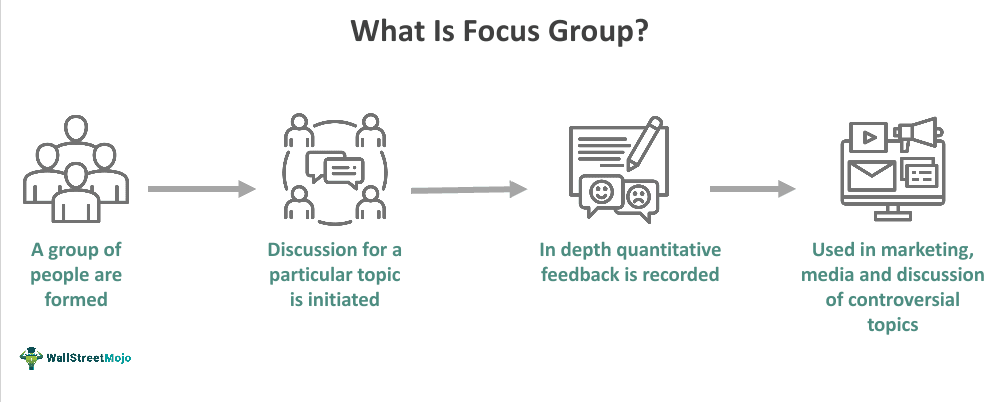 What Is Focus Group?
A group of
people are
formed
Discussion for a
particular topic
is initiated
In depth quantitative
feedback is recorded
Used in marketing,
media and discussion
of controversial
topics
WallStreetMojo